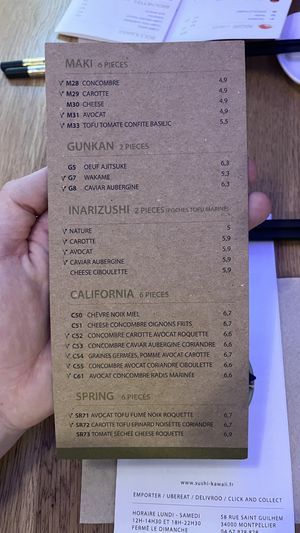 MAKI 6 PIECES
V M28 CONCOMBRE 4,9
V M29 CAROTTE 4,9
M30 CHEESE 4,9
V M31 AVOCAT 4,9
V M33 TOFU TOMATE CONFITE BASILIC 5,5
GUNKAN 2 PIECES
G5 OEUF AJITSUKE 6,3
V G7 WAKAME 5,9
V G8 CAVIAR AUBERGINE 6,3
INARIZUSHI 2 PIECES (POCHES TOFU MARINÉ)
V NATURE 5
V CAROTTE 5,9
V AVOCAT 5,9
V CAVIAR AUBERGINE 5,9
CHEESE CIBOULETTE 5,9
CALIFORNIA 6 PIECES
C50 CHÈVRE NOIX MIEL 6,7
C51 CHEESE CONCOMBRE OIGNONS FRITS 6,7
V C52 CONCOMBRE CAROTTE AVOCAT ROQUETTE 6,6
V C53 CONCOMBRE CAVIAR AUBERGINE CORIANDRE 6,6
V C54 GRAINES GERMÉES, POMME AVOCAT CAROTTE 6,6
V C55 CONCOMBRE AVOCAT CORIANDRE CIBOULETTE 6,6
V C61 AVOCAT CONCOMBRE RADIS MARINÉE 6,6
SPRING 6 PIECES
V SR71 AVOCAT TOFU FUMÉ NOIX ROQUETTE 6,7
V SR72 CAROTTE TOFU EPINARD NOISETTE CORIANDRE 6,7
SR73 TOMATE SÉCHÉE CHEESE ROQUETTE 6,9
www.sushi-kawaii.fr
EMPORTER / UBEREAT / DELIVROO / CLICK AND COLLECT
HORAIRE LUNDI - SAMEDI
12H-14H30 ET 18H-22H30
FERMÉ LE DIMANCHE
58 RUE SAINT GUILHEM
34000 MONTPELLIER